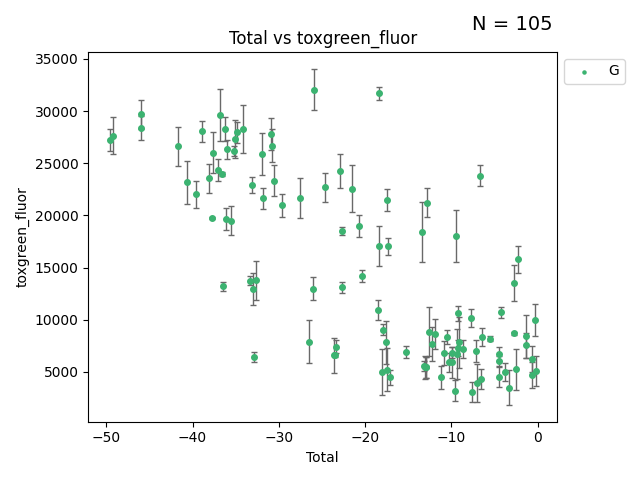 N = 105
Total vs toxgreen_fluor
G
35000
30000
25000
20000
15000
10000
5000
toxgreen_fluor
−50 −40 −30 −20 −10 0
Total